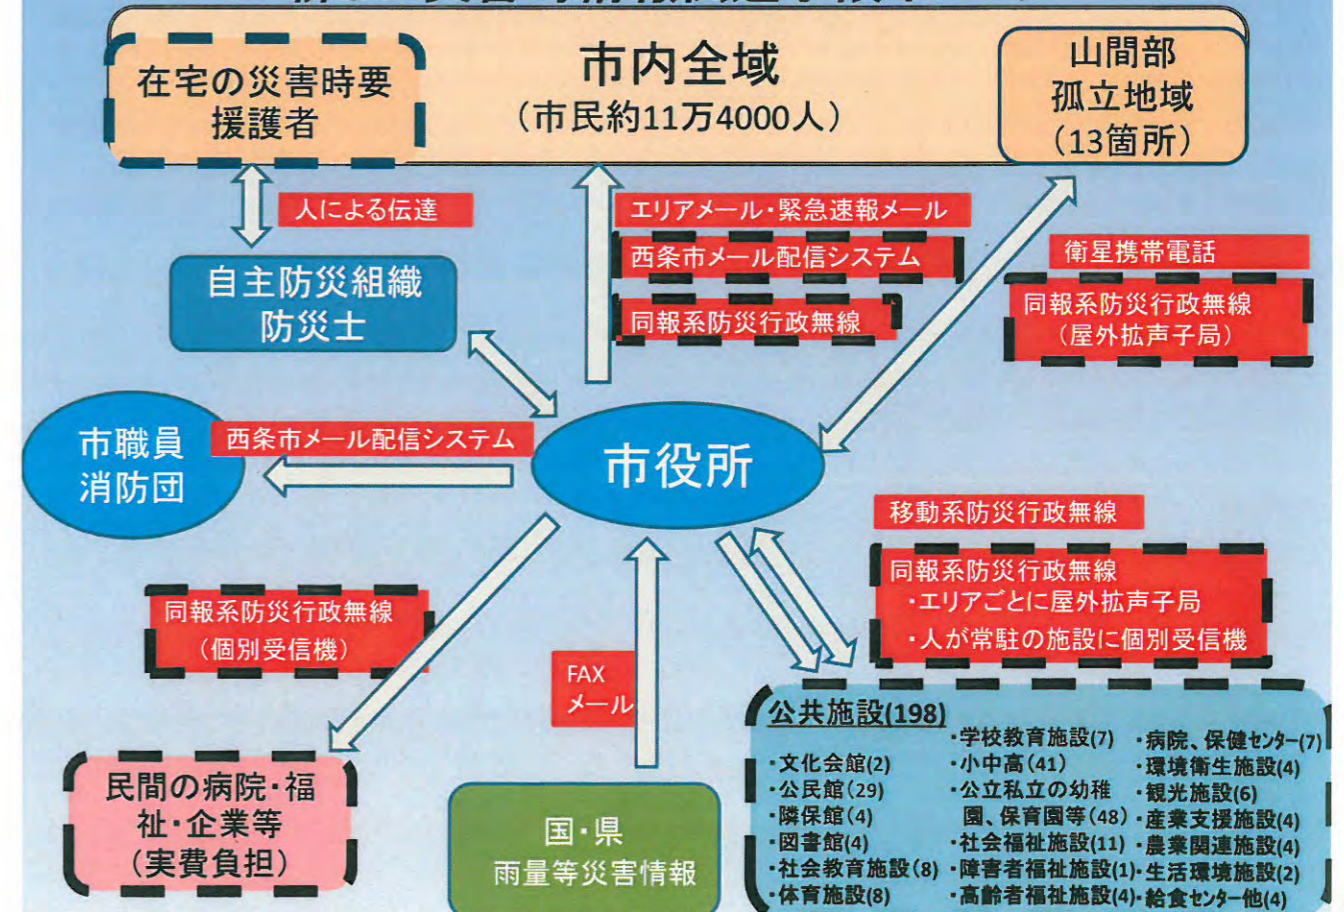 在宅の災害時要
援護者
市内全域
(市民約11万4000人)
山間部
孤立地域
(13箇所)
人による伝達
エリアメール・緊急速報メール
西条市メール配信システム
同報系防災行政無線
衛星携帯電話
同報系防災行政無線
(屋外拡声子局)
自主防災組織
防災士
市職員
消防団
西条市メール配信システム
市役所
移動系防災行政無線
同報系防災行政無線
・エリアごとに屋外拡声子局
・人が常駐の施設に個別受信機
同報系防災行政無線
(個別受信機)
FAX
メール
民間の病院・福
祉・企業等
(実費負担)
国・県
雨量等災害情報
公共施設(198)
・文化会館(2)
・公民館(29)
・隣保館(4)
・図書館(4)
・社会教育施設(8)
・体育施設(8)
・学校教育施設(7)
・小中高(41)
・公立私立の幼稚
園、保育園等(48)
・社会福祉施設(11)
・障害者福祉施設(1)
・高齢者福祉施設(4)
・病院、保健センター(7)
・環境衛生施設(4)
・観光施設(6)
・産業支援施設(4)
・農業関連施設(4)
・生活環境施設(2)
・給食センター他(4)